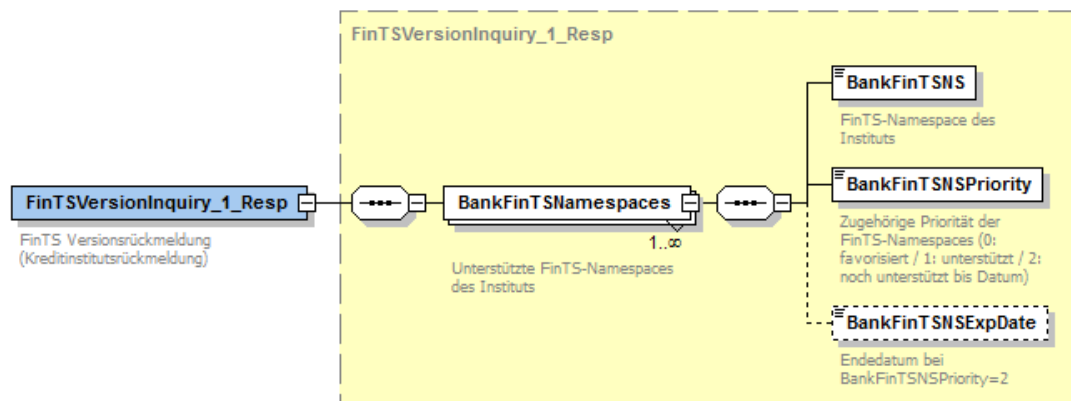 FinTSVersionInquiry_1_Resp
FinTSVersionInquiry_1_Resp
FinTS Versionsrückmeldung
(Kreditinstitutsrückmeldung)
BankFinTSNamespaces
1..∞
Unterstützte FinTS-Namespaces
des Instituts
BankFinTSNS
FinTS-Namespace des
Instituts
BankFinTSNSPriority
Zugehörige Priorität der
FinTS-Namespaces (0:
favorisiert / 1: unterstützt / 2:
noch unterstützt bis Datum)
BankFinTSNSExpDate
Endedatum bei
BankFinTSNSPriority=2